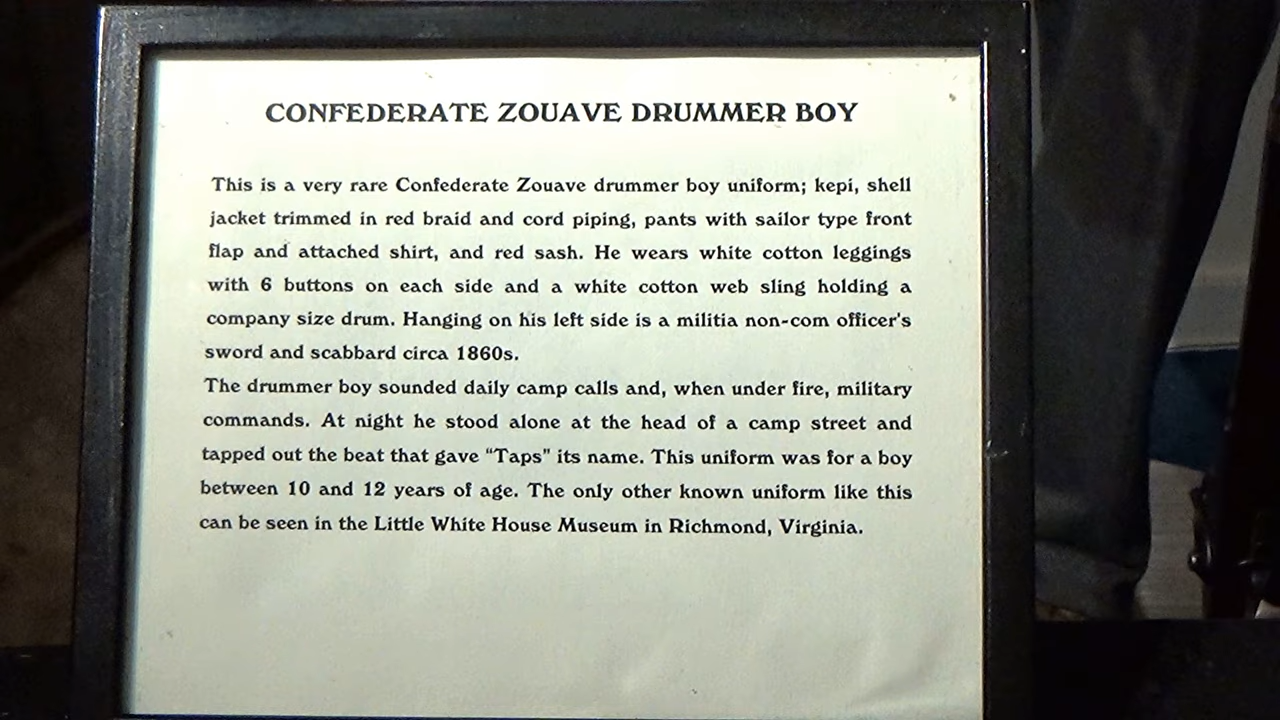 CONFEDERATE ZOUAVE DRUMMER BOY
This is a very rare Confederate Zouave drummer boy uniform; kepi, shell
jacket trimmed in red braid and cord piping, pants with sailor type front
flap and attached shirt, and red sash. He wears white cotton leggings
with 6 buttons on each side and a white cotton web sling holding a
company size drum. Hanging on his left side is a militia non-com officer's
sword and scabbard circa 1860s.
The drummer boy sounded daily camp calls and, when under fire, military
commands. At night he stood alone at the head of a camp street and
tapped out the beat that gave “Taps” its name. This uniform was for a boy
between 10 and 12 years of age. The only other known uniform like this
can be seen in the Little White House Museum in Richmond, Virginia.